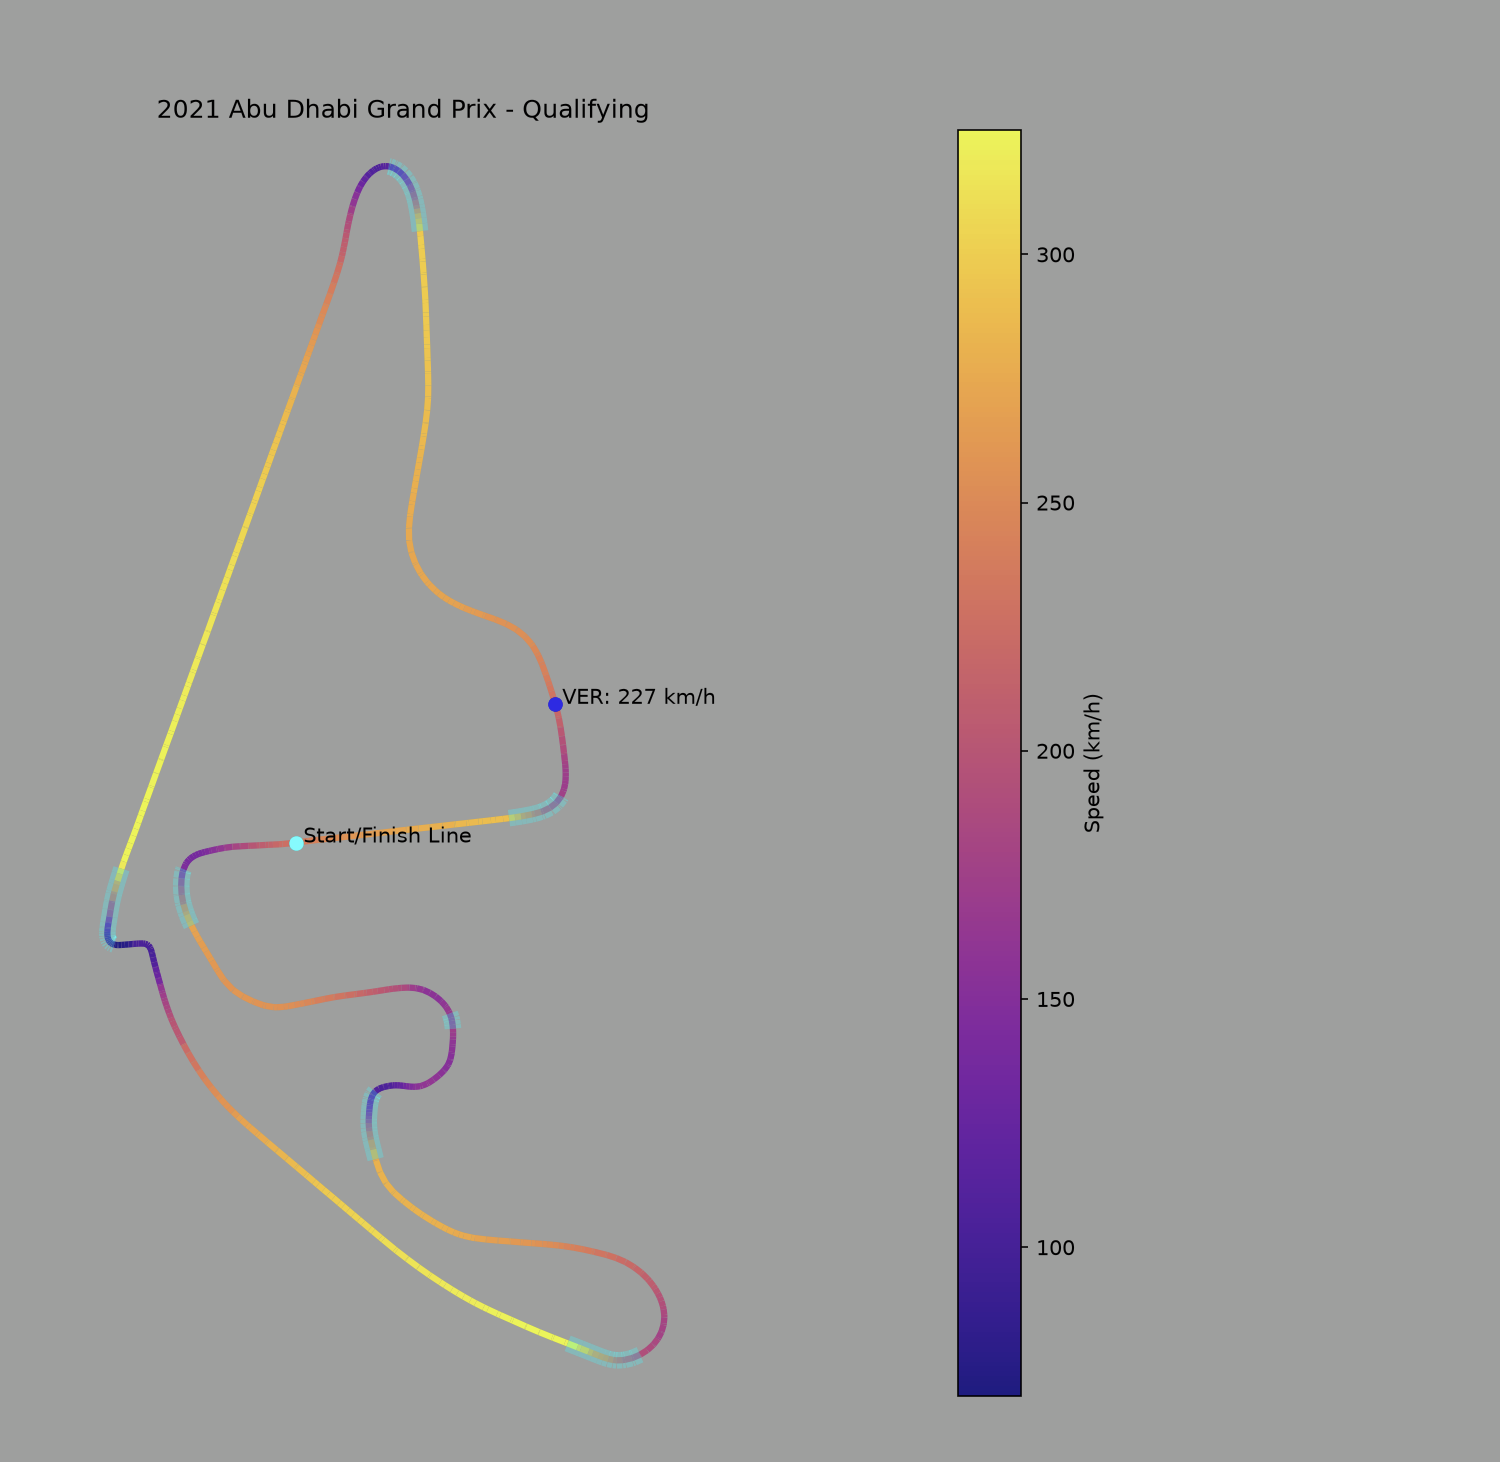 2021 Abu Dhabi Grand Prix - Qualifying
VER: 227 km/h
Start/Finish Line
300
250
200
150
100
Speed (km/h)